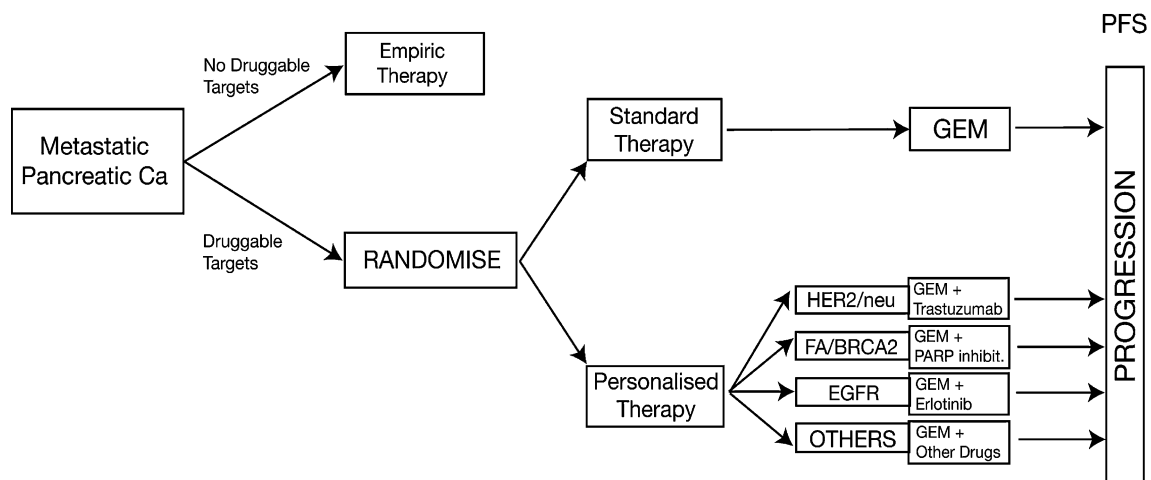 PFS
No Druggable
Targets
Empiric
Therapy
Metastatic
Pancreatic Ca
Standard
Therapy
GEM
Druggable
Targets
RANDOMISE
Personalised
Therapy
HER2/neu
GEM +
Trastuzumab
FA/BRCA2
GEM +
PARP inhibit.
EGFR
GEM +
Erlotinib
OTHERS
GEM +
Other Drugs
PROGRESSION